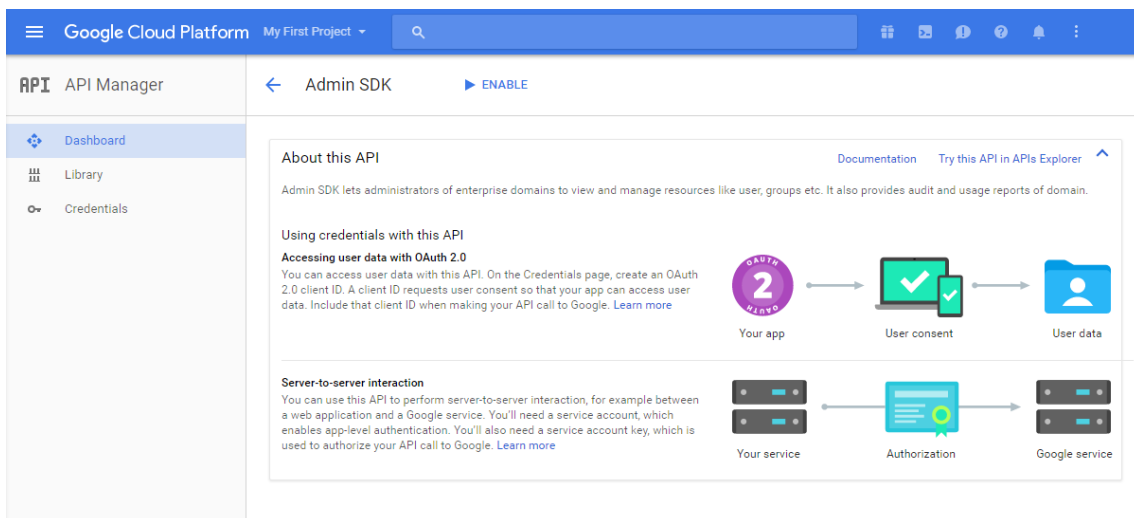 Google Cloud Platform My First Project
API API Manager
Admin SDK ENABLE
Dashboard
Library
Credentials
About this API
Documentation Try this API in APIs Explorer
Admin SDK lets administrators of enterprise domains to view and manage resources like user, groups etc. It also provides audit and usage reports of domain.
Using credentials with this API
Accessing user data with OAuth 2.0
You can access user data with this API. On the Credentials page, create an OAuth
2.0 client ID. A client ID requests user consent so that your app can access user
data. Include that client ID when making your API call to Google. Learn more
OAUTH
2
OAUTH
Your app
User consent
User data
Server-to-server interaction
You can use this API to perform server-to-server interaction, for example between
a web application and a Google service. You'll need a service account, which
enables app-level authentication. You'll also need a service account key, which is
used to authorize your API call to Google. Learn more
Your service
Authorization
Google service